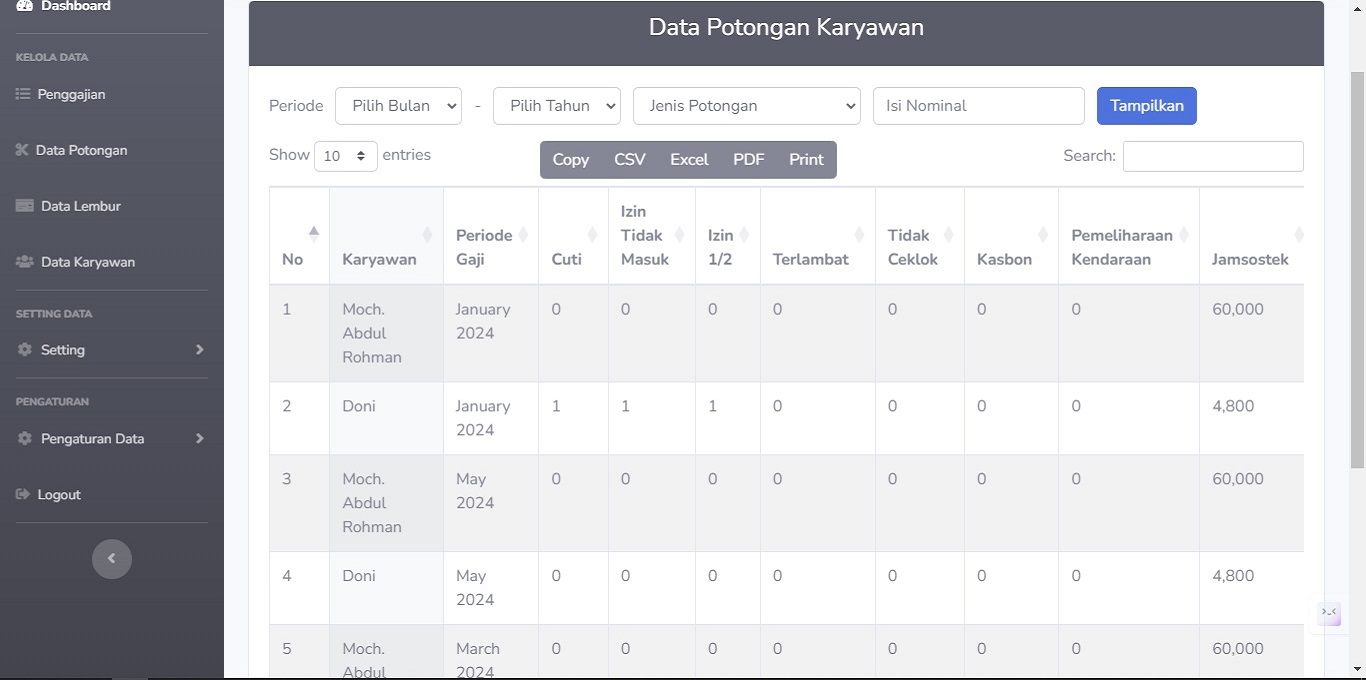 Dashboard
KELOLA DATA
Penggajian
Data Potongan
Data Lembur
Data Karyawan
SETTING DATA
Setting
PENGATURAN
Pengaturan Data
Logout
Data Potongan Karyawan
Periode Pilih Bulan - Pilih Tahun Jenis Potongan Isi Nominal Tampilkan
Show 10 entries Copy CSV Excel PDF Print Search:
No Karyawan Periode Gaji Cuti Izin Tidak Masuk Izin 1/2 Terlambat Tidak Ceklok Kasbon Pemeliharaan Kendaraan Jamsostek
1 Moch. Abdul Rohman January 2024 0 0 0 0 0 0 0 60,000
2 Doni January 2024 1 1 1 0 0 0 0 4,800
3 Moch. Abdul Rohman May 2024 0 0 0 0 0 0 0 60,000
4 Doni May 2024 0 0 0 0 0 0 0 4,800
5 Moch. Abdul March 2024 0 0 0 0 0 0 0 60,000